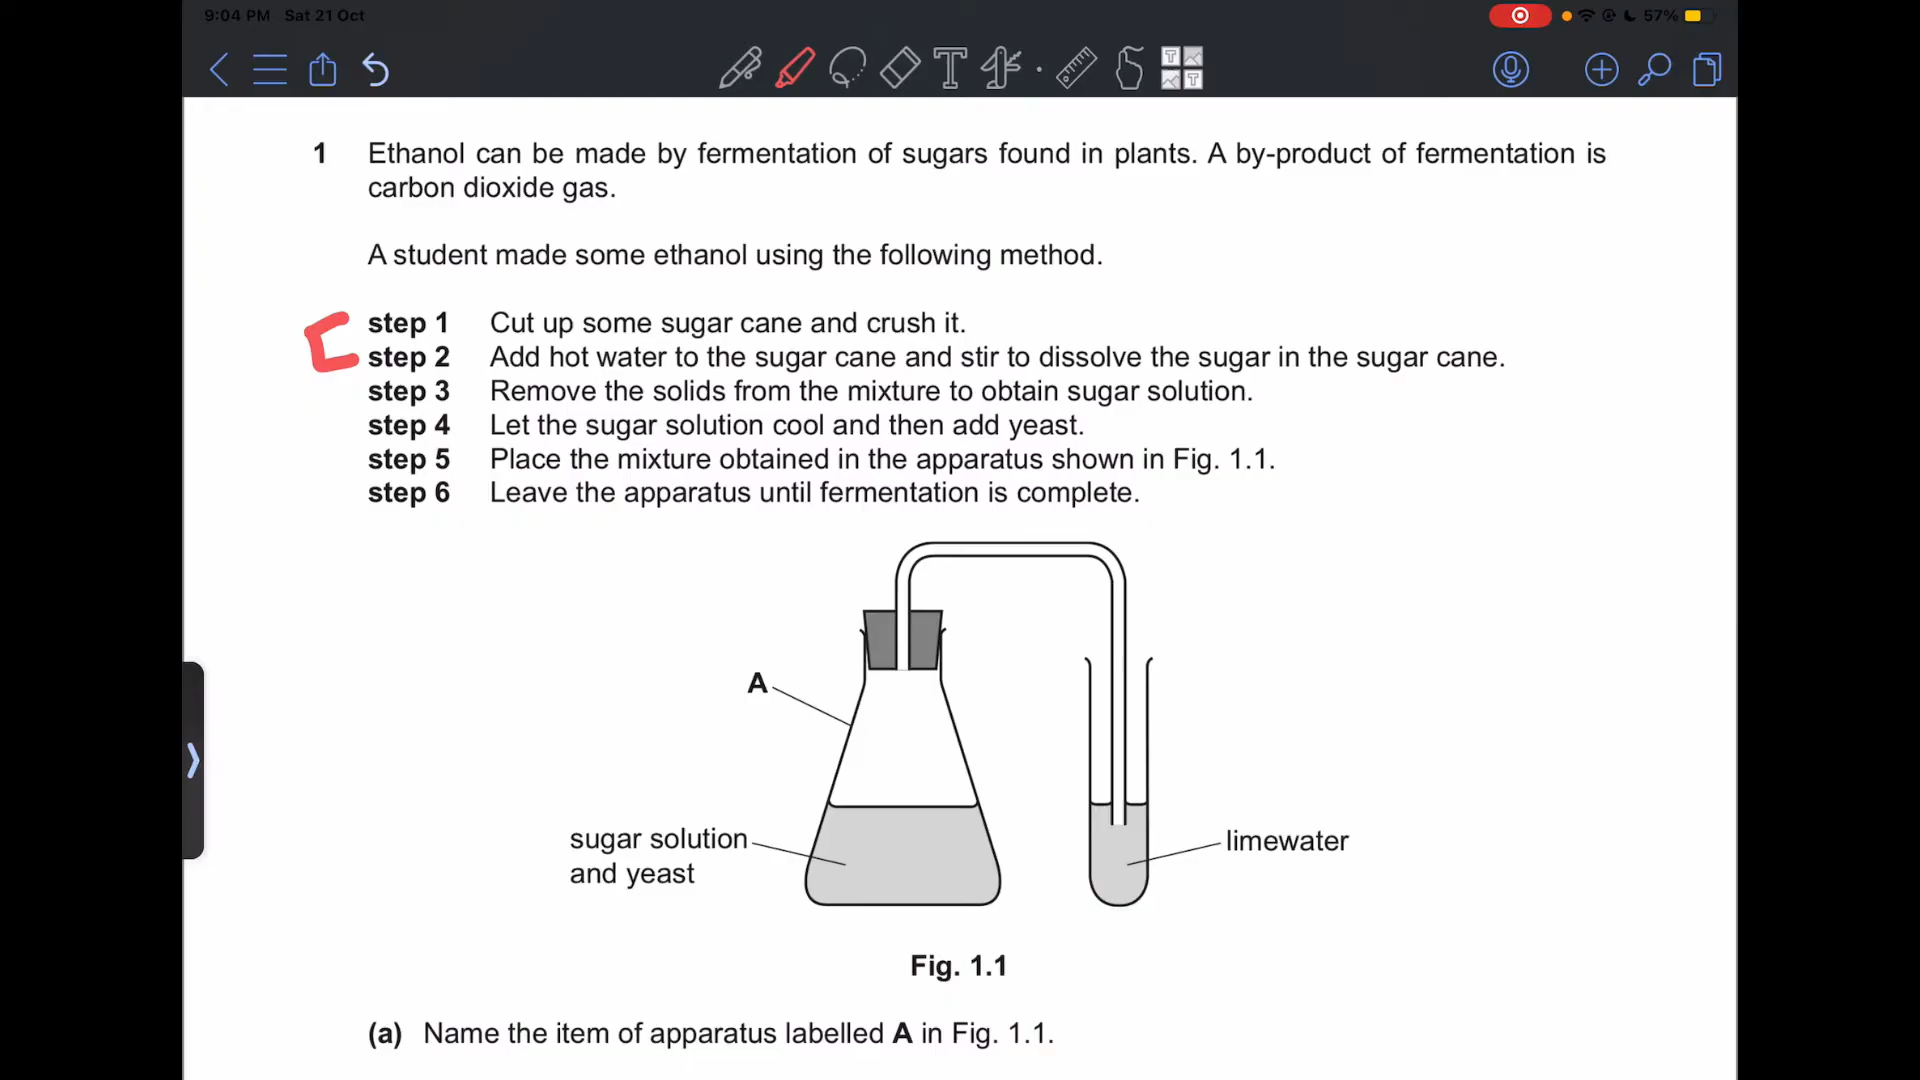 9:04 PM Sat 21 Oct
57%
1 Ethanol can be made by fermentation of sugars found in plants. A by-product of fermentation is
carbon dioxide gas.
A student made some ethanol using the following method.
step 1 Cut up some sugar cane and crush it.
step 2 Add hot water to the sugar cane and stir to dissolve the sugar in the sugar cane.
step 3 Remove the solids from the mixture to obtain sugar solution.
step 4 Let the sugar solution cool and then add yeast.
step 5 Place the mixture obtained in the apparatus shown in Fig. 1.1.
step 6 Leave the apparatus until fermentation is complete.
A
sugar solution
and yeast
limewater
Fig. 1.1
(a) Name the item of apparatus labelled A in Fig. 1.1.